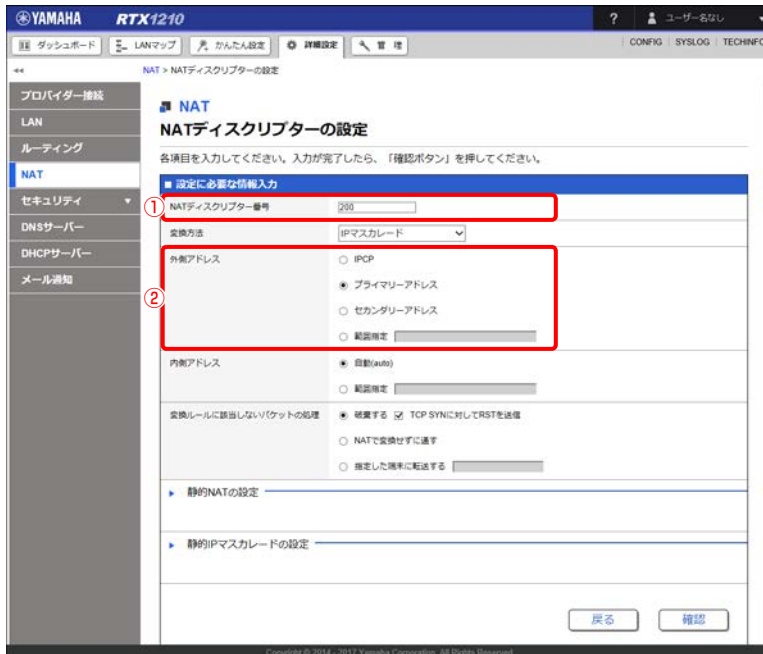 YAMAHA RTX1210 ? ユーザー名なし
ダッシュボード LANマップ かんたん設定 詳細設定 管理 CONFIG SYSLOG TECHINFO
NAT > NATディスクリプターの設定
プロバイダー接続
LAN
ルーティング
NAT
セキュリティ
DNSサーバー
DHCPサーバー
メール通知
NAT
NATディスクリプターの設定
各項目を入力してください。入力が完了したら、「確認ボタン」を押してください。
■ 設定に必要な情報入力
① NATディスクリプター番号 200
変換方法 IPマスカレード
② 外側アドレス IPCP
プライマリーアドレス
セカンダリーアドレス
範囲指定
内側アドレス 自動(auto)
範囲指定
変換ルールに該当しないパケットの処理 破棄する TCP SYNに対してRSTを送信
NATで変換せずに通す
指定した端末に転送する
静的NATの設定
静的IPマスカレードの設定
戻る 確認
Copyright © 2014 - 2017 Yamaha Corporation. All Rights Reserved.